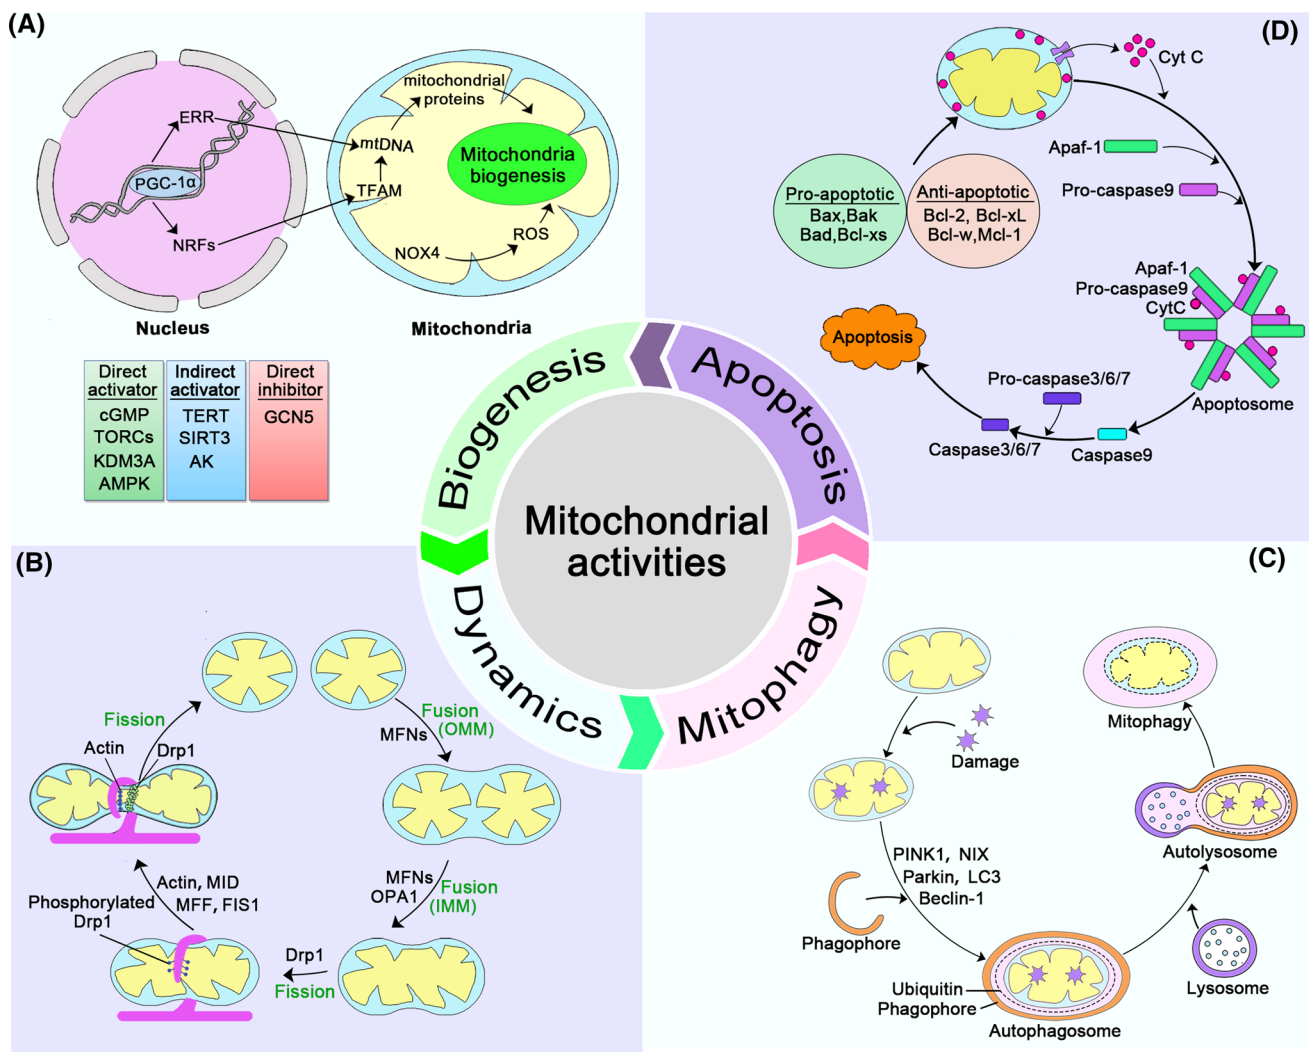 (A)
ERR
PGC-1α
NRFs
Nucleus
mitochondrial
proteins
mtDNA
TFAM
Mitochondria
biogenesis
NOX4
ROS
Mitochondria
Direct
activator
cGMP
TORCs
KDM3A
AMPK
Indirect
activator
TERT
SIRT3
AK
Direct
inhibitor
GCN5
(D)
Cyt C
Apaf-1
Pro-caspase9
Pro-apoptotic
Bax,Bak
Bad,Bcl-xs
Anti-apoptotic
Bcl-2, Bcl-xL
Bcl-w,Mcl-1
Apaf-1
Pro-caspase9
CytC
Apoptosome
Apoptosis
Pro-caspase3/6/7
Caspase3/6/7
Caspase9
Biogenesis
Apoptosis
Mitochondrial
activities
Dynamics
Mitophagy
(B)
Fission
Actin
Drp1
MFNs
Fusion
(OMM)
MFNs
OPA1
Fusion
(IMM)
Drp1
Fission
Actin, MID
MFF, FIS1
Phosphorylated
Drp1
(C)
Damage
PINK1, NIX
Parkin, LC3
Beclin-1
Phagophore
Ubiquitin
Phagophore
Autophagosome
Mitophagy
Autolysosome
Lysosome